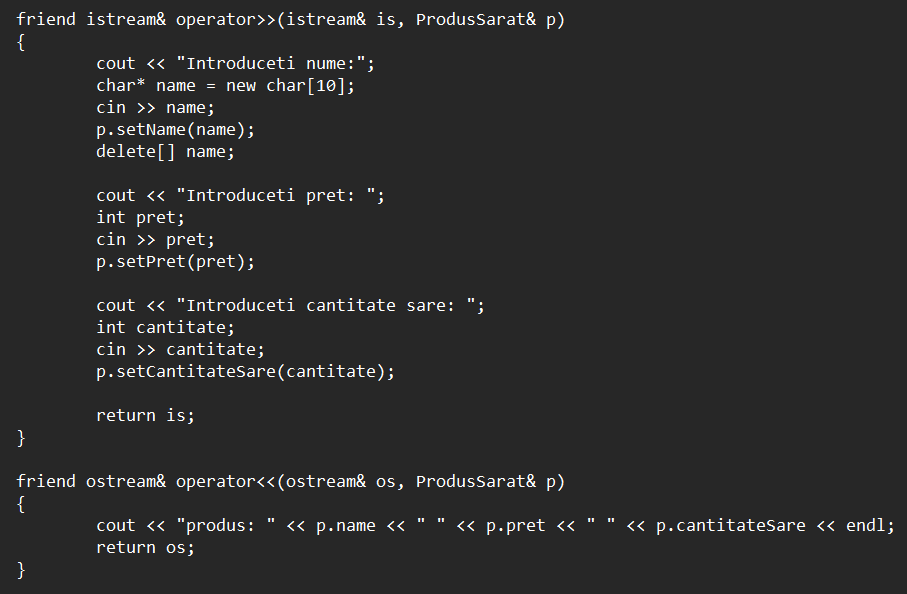 friend istream& operator>>(istream& is, ProdusSarat& p)
{
        cout << "Introduceti nume:";
        char* name = new char[10];
        cin >> name;
        p.setName(name);
        delete[] name;

        cout << "Introduceti pret: ";
        int pret;
        cin >> pret;
        p.setPret(pret);

        cout << "Introduceti cantitate sare: ";
        int cantitate;
        cin >> cantitate;
        p.setCantitateSare(cantitate);

        return is;
}

friend ostream& operator<<(ostream& os, ProdusSarat& p)
{
        cout << "produs: " << p.name << " " << p.pret << " " << p.cantitateSare << endl;
        return os;
}